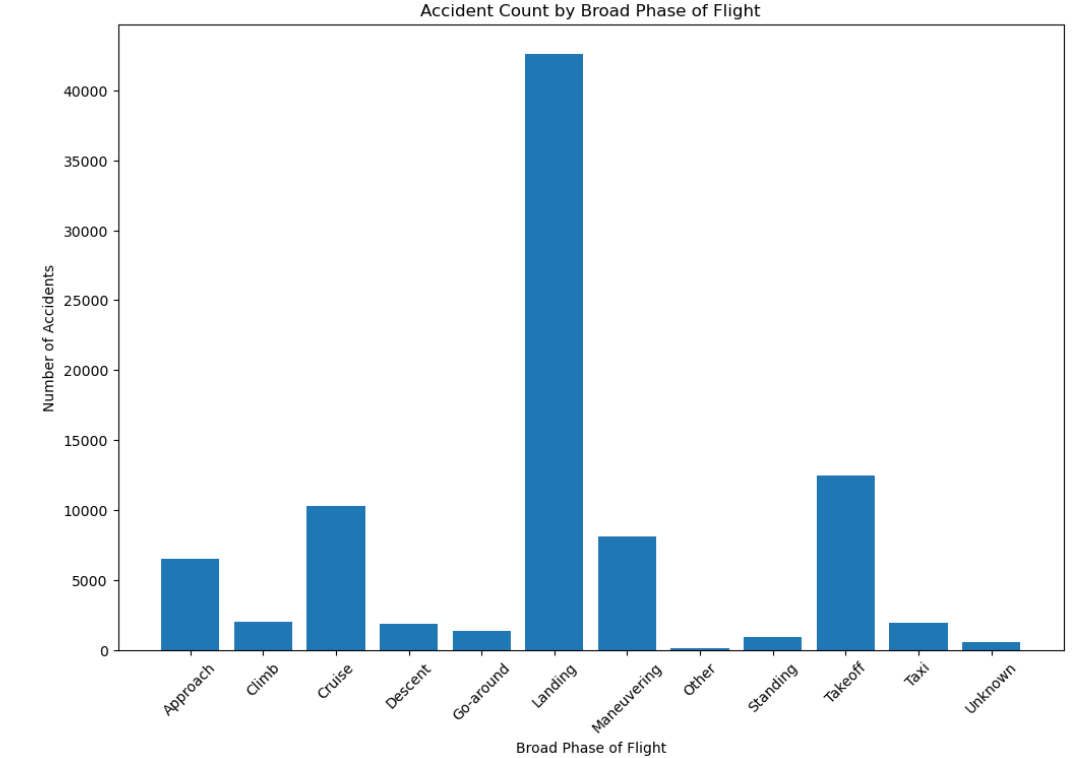 Accident Count by Broad Phase of Flight
Number of Accidents
40000
35000
30000
25000
20000
15000
10000
5000
0
Approach
Climb
Cruise
Descent
Go-around
Landing
Maneuvering
Other
Standing
Takeoff
Taxi
Unknown
Broad Phase of Flight